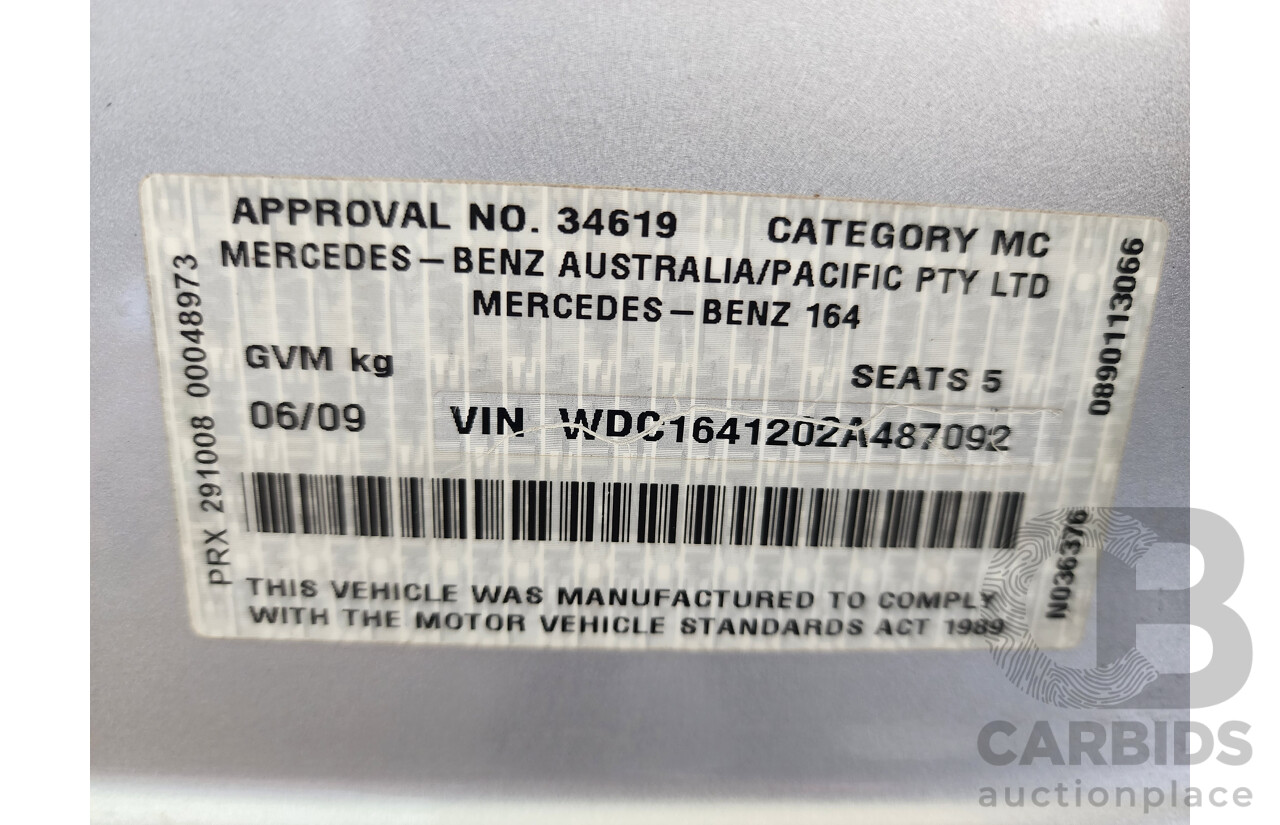 APPROVAL NO. 34619 CATEGORY MC
MERCEDES-BENZ AUSTRALIA/PACIFIC PTY LTD
MERCEDES-BENZ 164
GVM kg SEATS 5
06/09 VIN WDC1641202A487092
THIS VEHICLE WAS MANUFACTURED TO COMPLY
WITH THE MOTOR VEHICLE STANDARDS ACT 1989
PRX 291008 00048973
0890113066
N036376
CB
CARBIDS
auctionplace